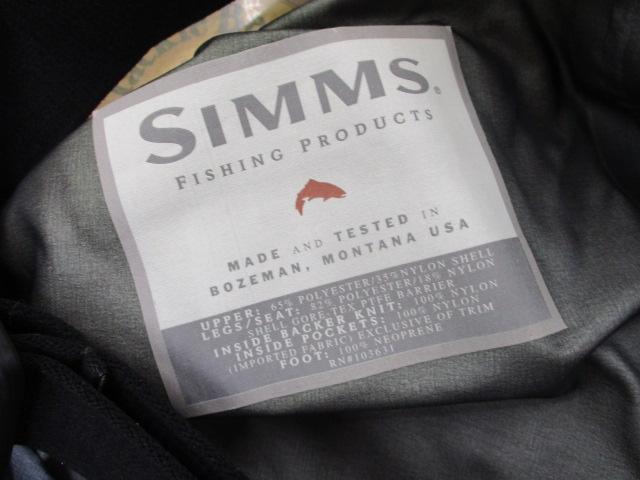 SIMMS®
FISHING PRODUCTS
MADE AND TESTED IN
BOZEMAN, MONTANA USA
UPPER: 65% POLYESTER/35% NYLON SHELL
LEGS/SEAT: 82% POLYESTER/18% NYLON
SHELL GORE-TEX PTFE BARRIER
INSIDE BACKER KNIT: 100% NYLON
INSIDE POCKETS: 100% NYLON
(IMPORTED FABRIC) EXCLUSIVE OF TRIM
FOOT: 100% NEOPRENE
RN#103631